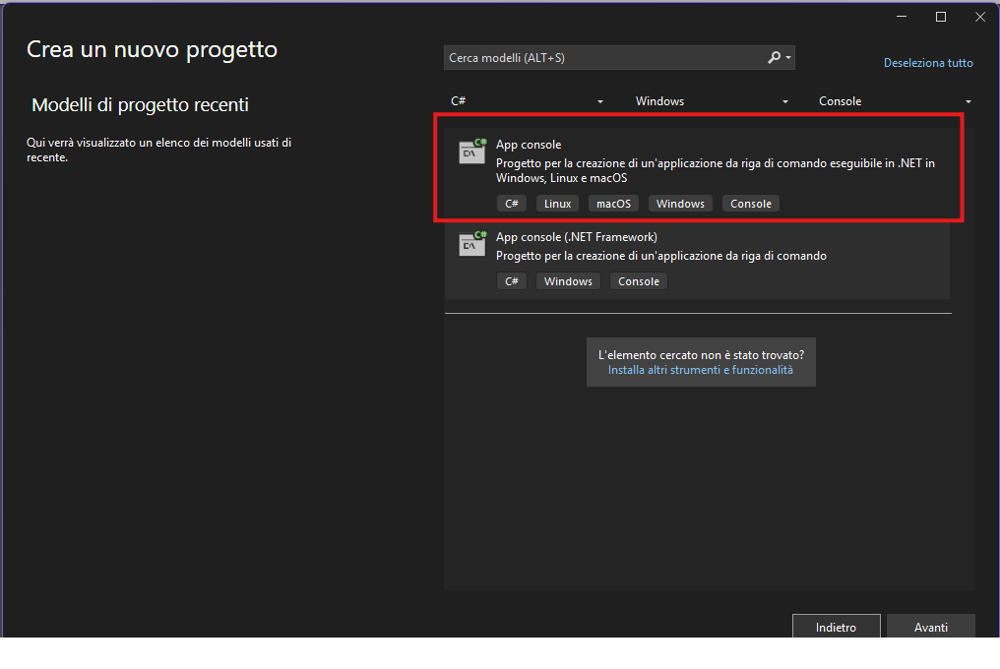 Crea un nuovo progetto
Cerca modelli (ALT+S)
Deseleziona tutto
Modelli di progetto recenti
Qui verrà visualizzato un elenco dei modelli usati di
recente.
C# Windows Console
C#
App console
Progetto per la creazione di un'applicazione da riga di comando eseguibile in .NET in
Windows, Linux e macOS
C# Linux macOS Windows Console
C#
App console (.NET Framework)
Progetto per la creazione di un'applicazione da riga di comando
C# Windows Console
L'elemento cercato non è stato trovato?
Installa altri strumenti e funzionalità
Indietro Avanti